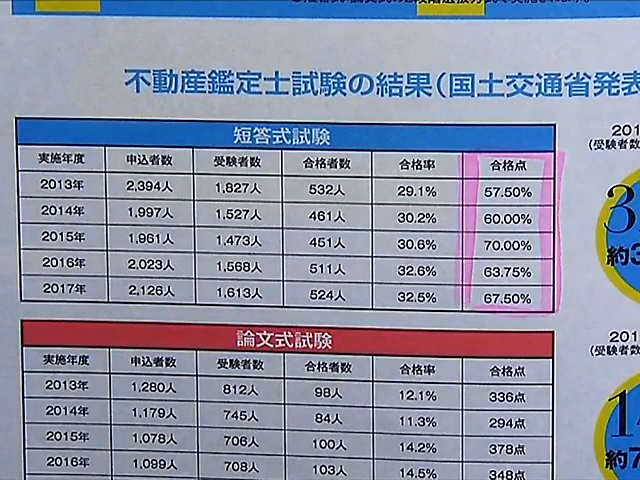 不動産鑑定士試験の結果(国土交通省発表
短答式試験
実施年度 申込者数 受験者数 合格者数 合格率 合格点
2013年 2,394人 1,827人 532人 29.1% 57.50%
2014年 1,997人 1,527人 461人 30.2% 60.00%
2015年 1,961人 1,473人 451人 30.6% 70.00%
2016年 2,023人 1,568人 511人 32.6% 63.75%
2017年 2,126人 1,613人 524人 32.5% 67.50%
論文式試験
実施年度 申込者数 受験者数 合格者数 合格率 合格点
2013年 1,280人 812人 98人 12.1% 336点
2014年 1,179人 745人 84人 11.3% 294点
2015年 1,078人 706人 100人 14.2% 378点
2016年 1,099人 708人 103人 14.5% 348点
201
(受験者数
約3
201
(受験者数
1
約7